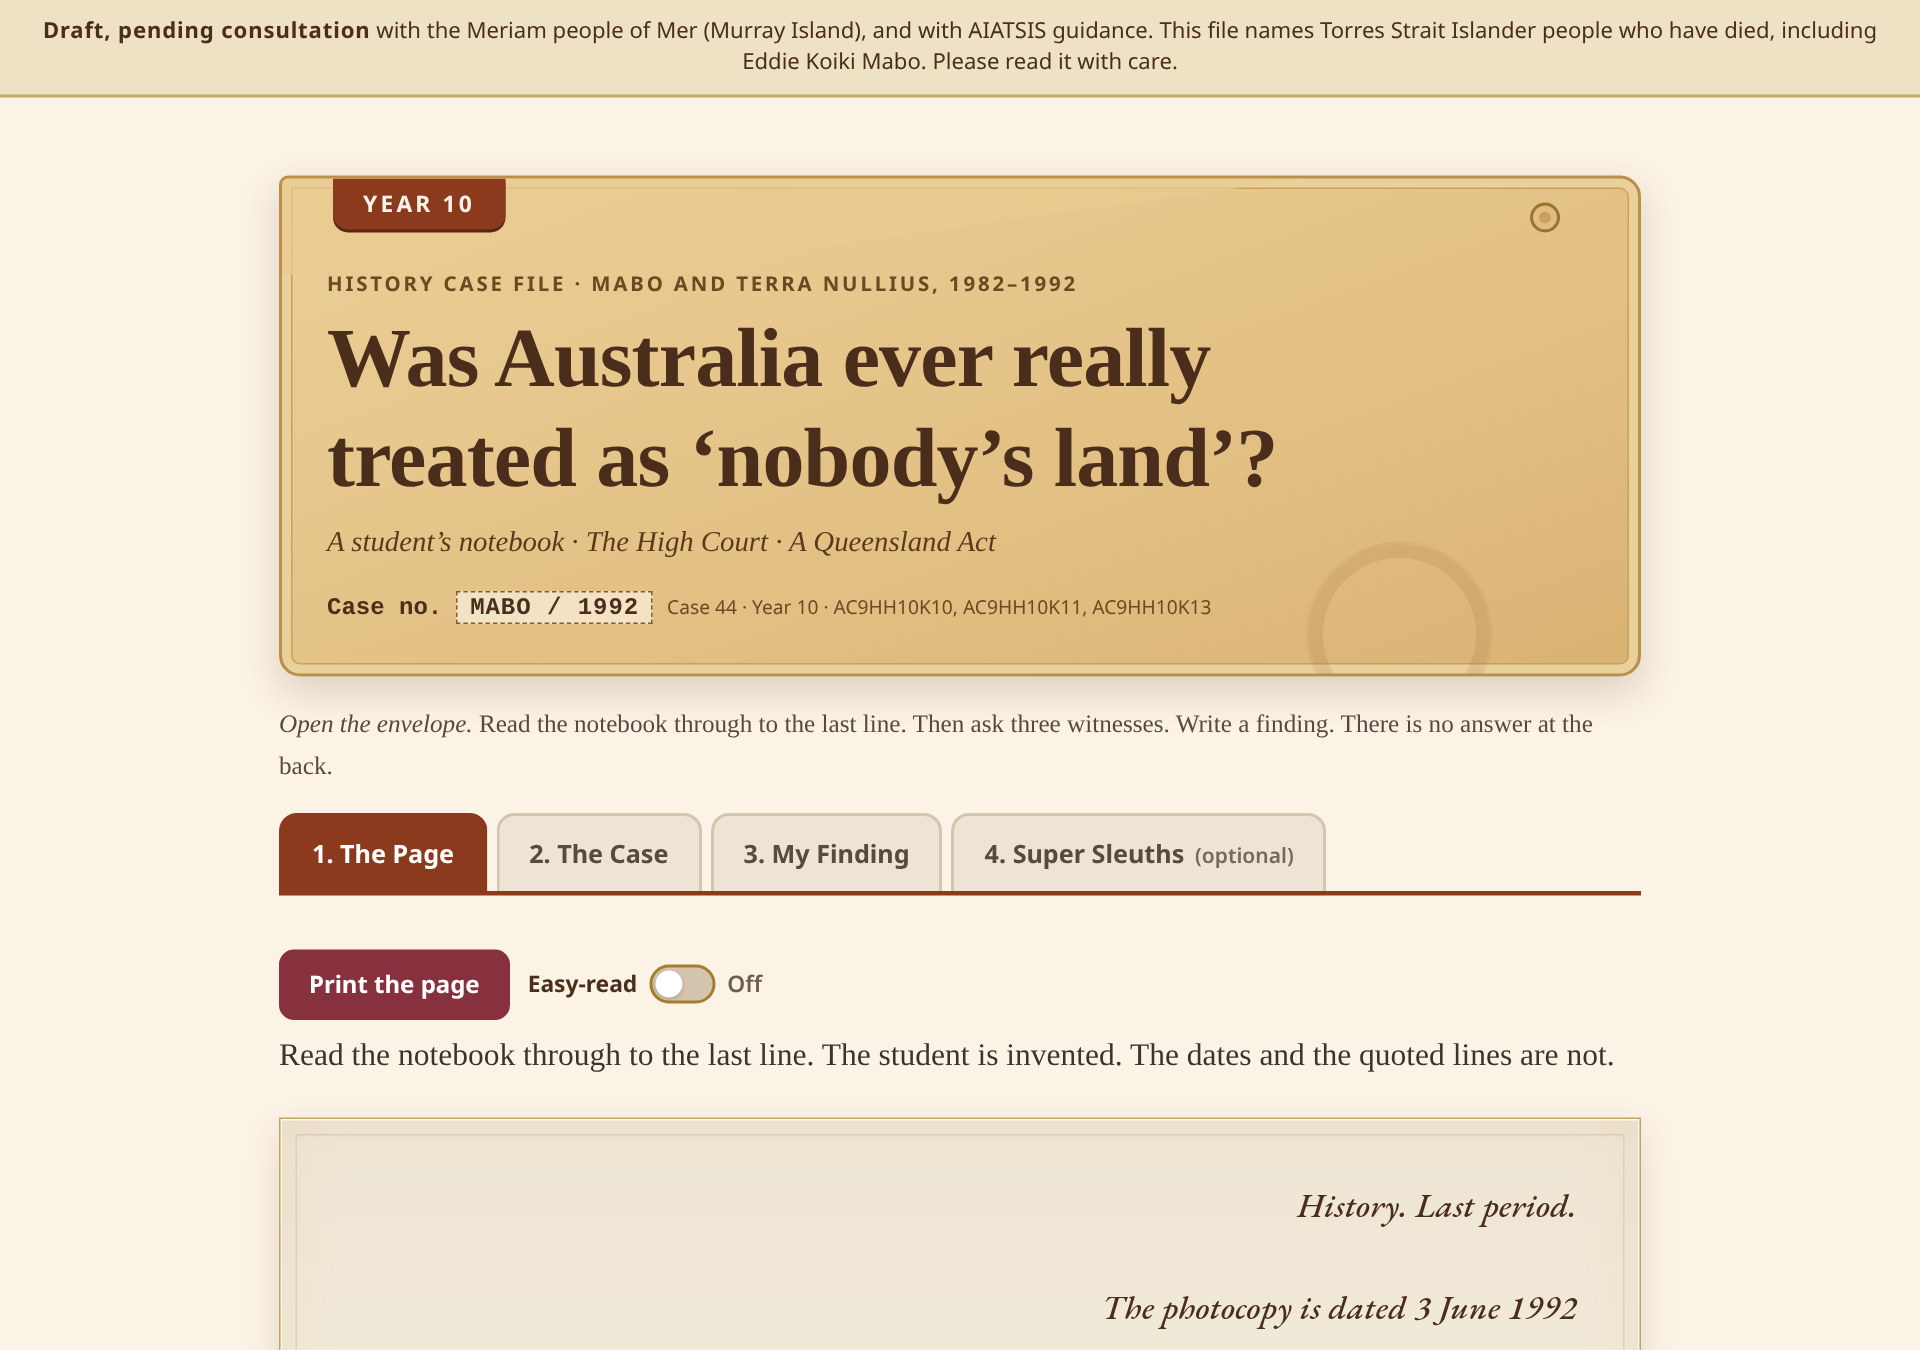 Draft, pending consultation with the Meriam people of Mer (Murray Island), and with AIATSIS guidance. This file names Torres Strait Islander people who have died, including
Eddie Koiki Mabo. Please read it with care.
YEAR 10
HISTORY CASE FILE · MABO AND TERRA NULLIUS, 1982–1992
Was Australia ever really
treated as ‘nobody’s land’?
A student’s notebook · The High Court · A Queensland Act
Case no. MABO / 1992 Case 44 · Year 10 · AC9HH10K10, AC9HH10K11, AC9HH10K13
Open the envelope. Read the notebook through to the last line. Then ask three witnesses. Write a finding. There is no answer at the
back.
1. The Page 2. The Case 3. My Finding 4. Super Sleuths (optional)
Print the page Easy-read Off
Read the notebook through to the last line. The student is invented. The dates and the quoted lines are not.
History. Last period.
The photocopy is dated 3 June 1992